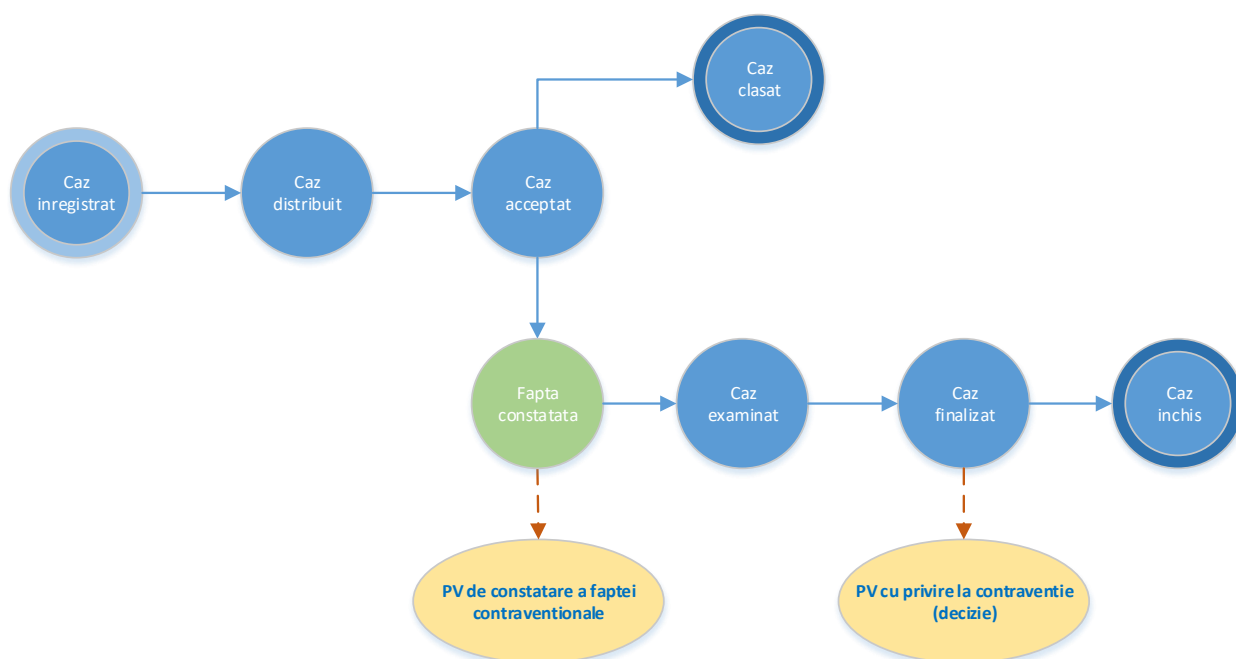 Caz
clasat
Caz
inregistrat
Caz
distribuit
Caz
acceptat
Fapta
constatata
Caz
examinat
Caz
finalizat
Caz
inchis
PV de constatare a faptei
contraventionale
PV cu privire la contraventie
(decizie)